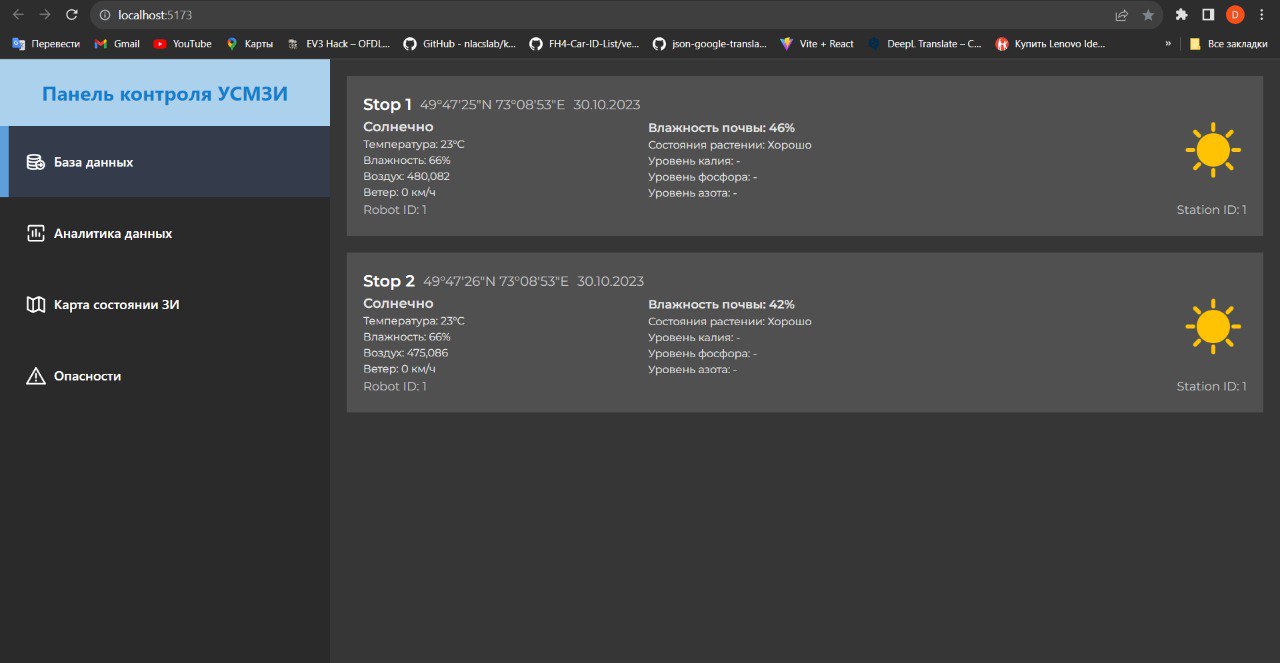 localhost:5173
D
Перевести
Gmail
YouTube
Карты
EV3 Hack – OFDL...
GitHub - nlacslab/k...
FH4-Car-ID-List/ve...
json-google-transla...
Vite + React
DeepL Translate – C...
Купить Lenovo Ide...
»
Все закладки
Панель контроля УСМЗИ
База данных
Аналитика данных
Карта состоянии ЗИ
Опасности
Stop 1 49°47'25"N 73°08'53"E 30.10.2023
Солнечно
Температура: 23°C
Влажность: 66%
Воздух: 480,082
Ветер: 0 км/ч
Robot ID: 1
Влажность почвы: 46%
Состояния растении: Хорошо
Уровень калия: -
Уровень фосфора: -
Уровень азота: -
Station ID: 1
Stop 2 49°47'26"N 73°08'53"E 30.10.2023
Солнечно
Температура: 23°C
Влажность: 66%
Воздух: 475,086
Ветер: 0 км/ч
Robot ID: 1
Влажность почвы: 42%
Состояния растении: Хорошо
Уровень калия: -
Уровень фосфора: -
Уровень азота: -
Station ID: 1